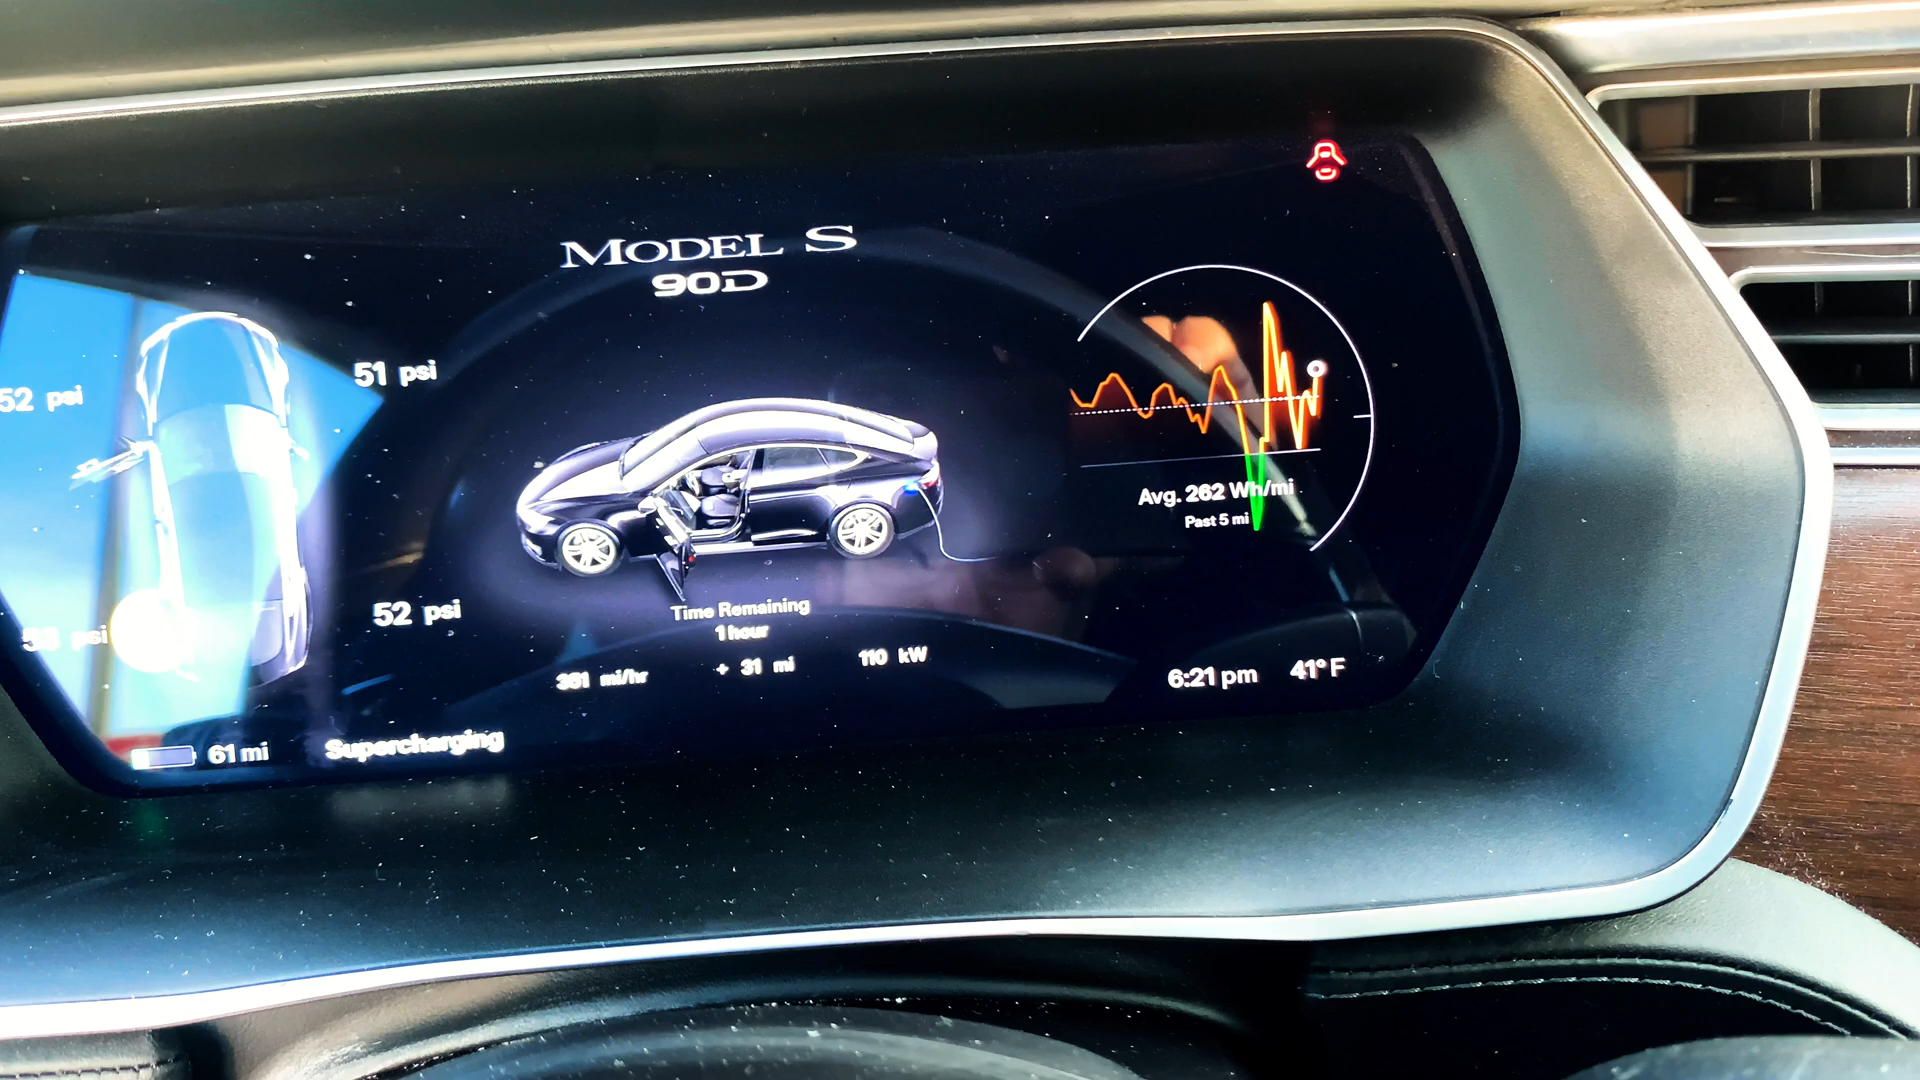 MODEL S
90D
52 psi
51 psi
52 psi
psi
Avg. 262 Wh/mi
Past 5 mi
Time Remaining
1 hour
mi/hr
+ 31 mi
110 kW
6:21 pm
41° F
61 mi
Supercharging